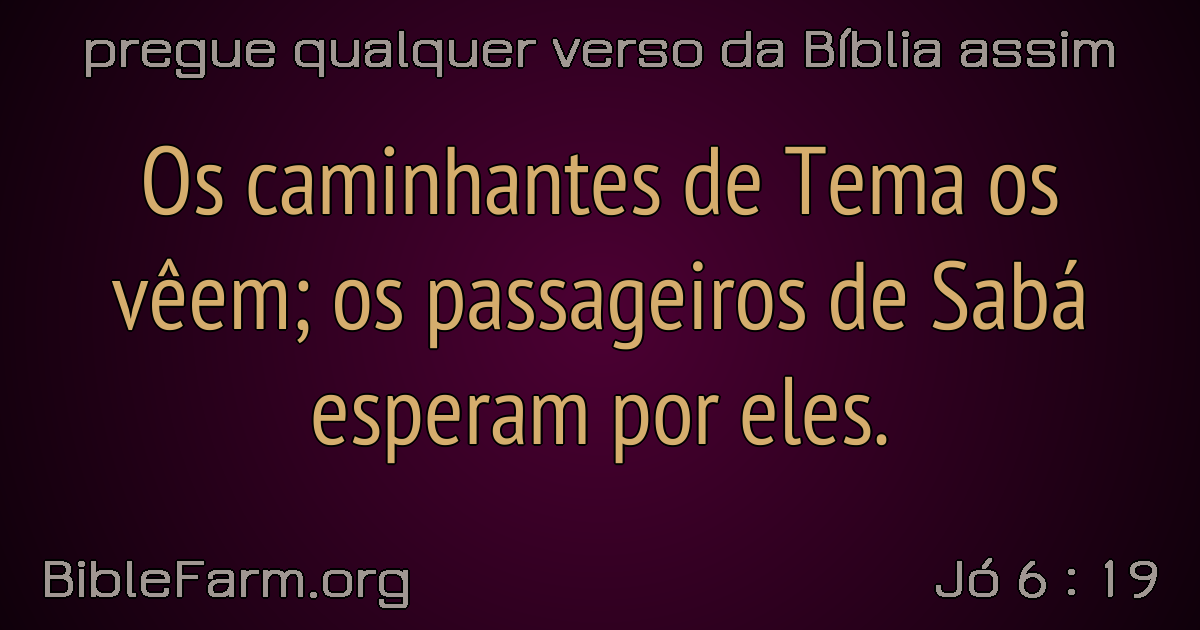 pregue qualquer verso da Bíblia assim
Os caminhantes de Tema os
vêem; os passageiros de Sabá
esperam por eles.
BibleFarm.org
Jó 6 : 19